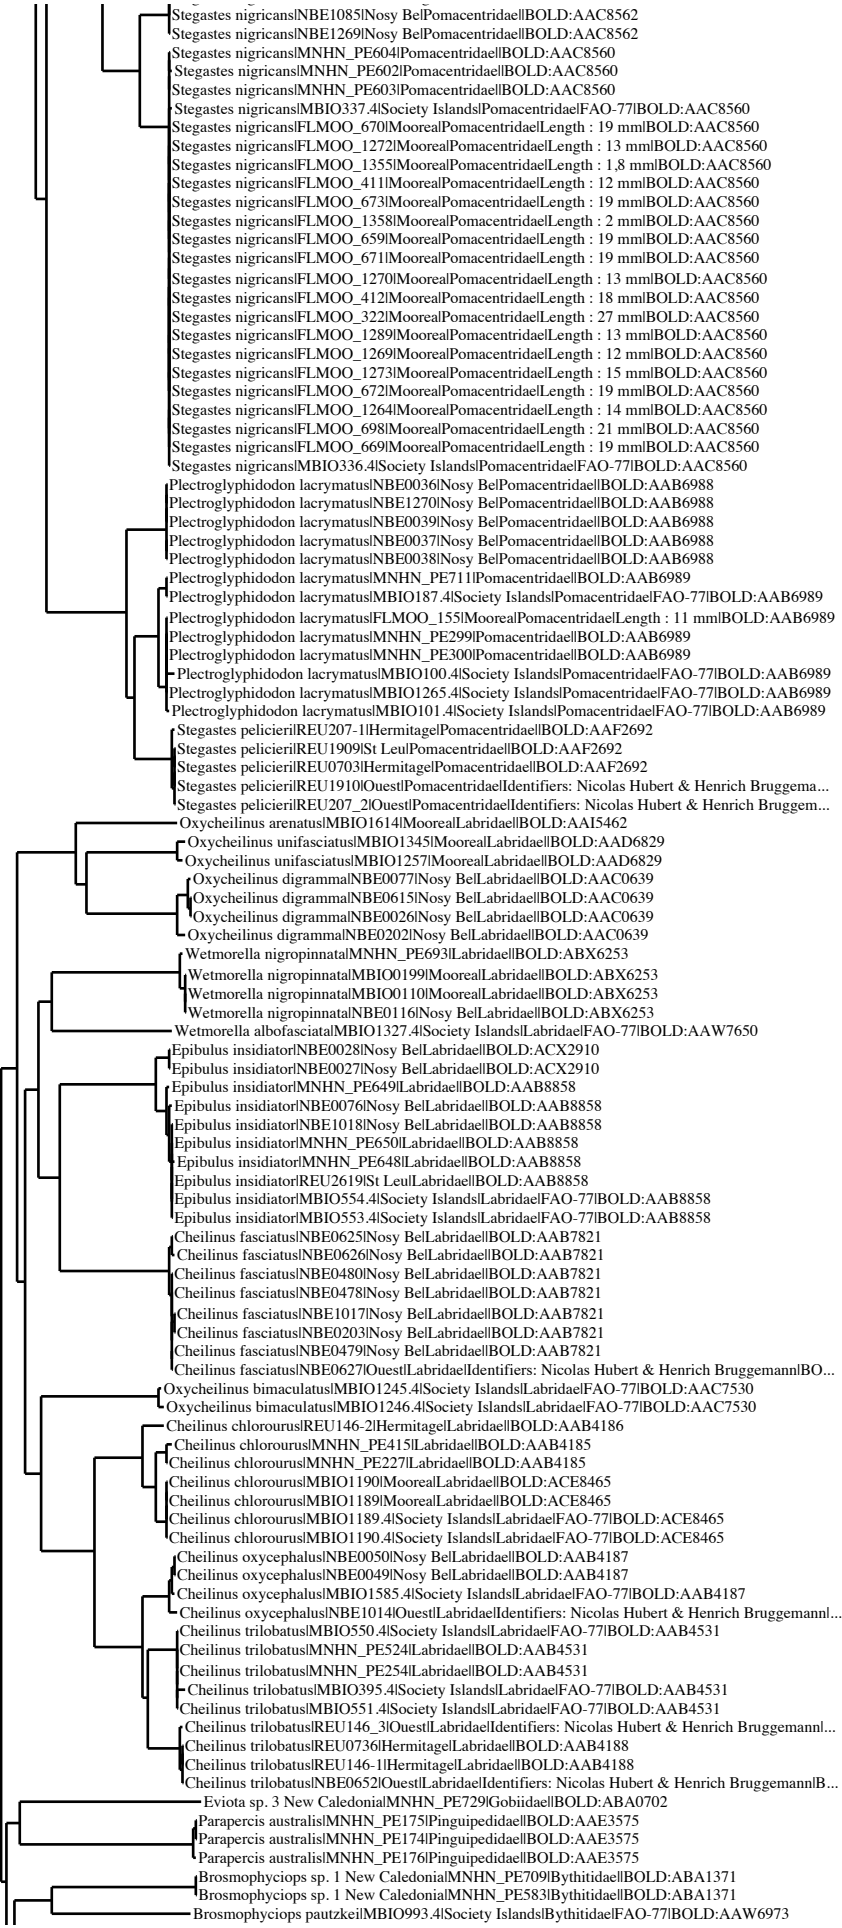 Stegastes nigricans|NBE1085|Nosy Be|Pomacentridae||BOLD:AAC8562
Stegastes nigricans|NBE1269|Nosy Be|Pomacentridae||BOLD:AAC8562
Stegastes nigricans|MNHN_PE604|Pomacentridae||BOLD:AAC8560
Stegastes nigricans|MNHN_PE602|Pomacentridae||BOLD:AAC8560
Stegastes nigricans|MNHN_PE603|Pomacentridae||BOLD:AAC8560
Stegastes nigricans|MBIO337.4|Society Islands|Pomacentridae|FAO-77|BOLD:AAC8560
Stegastes nigricans|FLMOO_670|Moorea|Pomacentridae|Length : 19 mm|BOLD:AAC8560
Stegastes nigricans|FLMOO_1272|Moorea|Pomacentridae|Length : 13 mm|BOLD:AAC8560
Stegastes nigricans|FLMOO_1355|Moorea|Pomacentridae|Length : 1,8 mm|BOLD:AAC8560
Stegastes nigricans|FLMOO_411|Moorea|Pomacentridae|Length : 12 mm|BOLD:AAC8560
Stegastes nigricans|FLMOO_673|Moorea|Pomacentridae|Length : 19 mm|BOLD:AAC8560
Stegastes nigricans|FLMOO_1358|Moorea|Pomacentridae|Length : 2 mm|BOLD:AAC8560
Stegastes nigricans|FLMOO_659|Moorea|Pomacentridae|Length : 19 mm|BOLD:AAC8560
Stegastes nigricans|FLMOO_671|Moorea|Pomacentridae|Length : 19 mm|BOLD:AAC8560
Stegastes nigricans|FLMOO_1270|Moorea|Pomacentridae|Length : 13 mm|BOLD:AAC8560
Stegastes nigricans|FLMOO_412|Moorea|Pomacentridae|Length : 18 mm|BOLD:AAC8560
Stegastes nigricans|FLMOO_322|Moorea|Pomacentridae|Length : 27 mm|BOLD:AAC8560
Stegastes nigricans|FLMOO_1289|Moorea|Pomacentridae|Length : 13 mm|BOLD:AAC8560
Stegastes nigricans|FLMOO_1269|Moorea|Pomacentridae|Length : 12 mm|BOLD:AAC8560
Stegastes nigricans|FLMOO_1273|Moorea|Pomacentridae|Length : 15 mm|BOLD:AAC8560
Stegastes nigricans|FLMOO_672|Moorea|Pomacentridae|Length : 19 mm|BOLD:AAC8560
Stegastes nigricans|FLMOO_1264|Moorea|Pomacentridae|Length : 14 mm|BOLD:AAC8560
Stegastes nigricans|FLMOO_698|Moorea|Pomacentridae|Length : 21 mm|BOLD:AAC8560
Stegastes nigricans|FLMOO_669|Moorea|Pomacentridae|Length : 19 mm|BOLD:AAC8560
Stegastes nigricans|MBIO336.4|Society Islands|Pomacentridae|FAO-77|BOLD:AAC8560
Plectroglyphidodon lacrymatus|NBE0036|Nosy Be|Pomacentridae||BOLD:AAB6988
Plectroglyphidodon lacrymatus|NBE1270|Nosy Be|Pomacentridae||BOLD:AAB6988
Plectroglyphidodon lacrymatus|NBE0039|Nosy Be|Pomacentridae||BOLD:AAB6988
Plectroglyphidodon lacrymatus|NBE0037|Nosy Be|Pomacentridae||BOLD:AAB6988
Plectroglyphidodon lacrymatus|NBE0038|Nosy Be|Pomacentridae||BOLD:AAB6988
Plectroglyphidodon lacrymatus|MNHN_PE711|Pomacentridae||BOLD:AAB6989
Plectroglyphidodon lacrymatus|MBIO187.4|Society Islands|Pomacentridae|FAO-77|BOLD:AAB6989
Plectroglyphidodon lacrymatus|FLMOO_155|Moorea|Pomacentridae|Length : 11 mm|BOLD:AAB6989
Plectroglyphidodon lacrymatus|MNHN_PE299|Pomacentridae||BOLD:AAB6989
Plectroglyphidodon lacrymatus|MNHN_PE300|Pomacentridae||BOLD:AAB6989
Plectroglyphidodon lacrymatus|MBIO100.4|Society Islands|Pomacentridae|FAO-77|BOLD:AAB6989
Plectroglyphidodon lacrymatus|MBIO1265.4|Society Islands|Pomacentridae|FAO-77|BOLD:AAB6989
Plectroglyphidodon lacrymatus|MBIO101.4|Society Islands|Pomacentridae|FAO-77|BOLD:AAB6989
Stegastes pelicieri|REU207-1|Hermitage|Pomacentridae||BOLD:AAF2692
Stegastes pelicieri|REU1909|St Leu|Pomacentridae||BOLD:AAF2692
Stegastes pelicieri|REU0703|Hermitage|Pomacentridae||BOLD:AAF2692
Stegastes pelicieri|REU1910|Ouest|Pomacentridae|Identifiers: Nicolas Hubert & Henrich Bruggema...
Stegastes pelicieri|REU207_2|Ouest|Pomacentridae|Identifiers: Nicolas Hubert & Henrich Bruggem...
Oxycheilinus arenatus|MBIO1614|Moorea|Labridae||BOLD:AAI5462
Oxycheilinus unifasciatus|MBIO1345|Moorea|Labridae||BOLD:AAD6829
Oxycheilinus unifasciatus|MBIO1257|Moorea|Labridae||BOLD:AAD6829
Oxycheilinus digramma|NBE0077|Nosy Be|Labridae||BOLD:AAC0639
Oxycheilinus digramma|NBE0615|Nosy Be|Labridae||BOLD:AAC0639
Oxycheilinus digramma|NBE0026|Nosy Be|Labridae||BOLD:AAC0639
Oxycheilinus digramma|NBE0202|Nosy Be|Labridae||BOLD:AAC0639
Wetmorella nigropinnata|MNHN_PE693|Labridae||BOLD:ABX6253
Wetmorella nigropinnata|MBIO0199|Moorea|Labridae||BOLD:ABX6253
Wetmorella nigropinnata|MBIO0110|Moorea|Labridae||BOLD:ABX6253
Wetmorella nigropinnata|NBE0116|Nosy Be|Labridae||BOLD:ABX6253
Wetmorella albofasciata|MBIO1327.4|Society Islands|Labridae|FAO-77|BOLD:AAW7650
Epibulus insidiator|NBE0028|Nosy Be|Labridae||BOLD:ACX2910
Epibulus insidiator|NBE0027|Nosy Be|Labridae||BOLD:ACX2910
Epibulus insidiator|MNHN_PE649|Labridae||BOLD:AAB8858
Epibulus insidiator|NBE0076|Nosy Be|Labridae||BOLD:AAB8858
Epibulus insidiator|NBE1018|Nosy Be|Labridae||BOLD:AAB8858
Epibulus insidiator|MNHN_PE650|Labridae||BOLD:AAB8858
Epibulus insidiator|MNHN_PE648|Labridae||BOLD:AAB8858
Epibulus insidiator|REU2619|St Leu|Labridae||BOLD:AAB8858
Epibulus insidiator|MBIO554.4|Society Islands|Labridae|FAO-77|BOLD:AAB8858
Epibulus insidiator|MBIO553.4|Society Islands|Labridae|FAO-77|BOLD:AAB8858
Cheilinus fasciatus|NBE0625|Nosy Be|Labridae||BOLD:AAB7821
Cheilinus fasciatus|NBE0626|Nosy Be|Labridae||BOLD:AAB7821
Cheilinus fasciatus|NBE0480|Nosy Be|Labridae||BOLD:AAB7821
Cheilinus fasciatus|NBE0478|Nosy Be|Labridae||BOLD:AAB7821
Cheilinus fasciatus|NBE1017|Nosy Be|Labridae||BOLD:AAB7821
Cheilinus fasciatus|NBE0203|Nosy Be|Labridae||BOLD:AAB7821
Cheilinus fasciatus|NBE0479|Nosy Be|Labridae||BOLD:AAB7821
Cheilinus fasciatus|NBE0627|Ouest|Labridae|Identifiers: Nicolas Hubert & Henrich Bruggemann|BO...
Oxycheilinus bimaculatus|MBIO1245.4|Society Islands|Labridae|FAO-77|BOLD:AAC7530
Oxycheilinus bimaculatus|MBIO1246.4|Society Islands|Labridae|FAO-77|BOLD:AAC7530
Cheilinus chlorourus|REU146-2|Hermitage|Labridae||BOLD:AAB4186
Cheilinus chlorourus|MNHN_PE415|Labridae||BOLD:AAB4185
Cheilinus chlorourus|MNHN_PE227|Labridae||BOLD:AAB4185
Cheilinus chlorourus|MBIO1190|Moorea|Labridae||BOLD:ACE8465
Cheilinus chlorourus|MBIO1189|Moorea|Labridae||BOLD:ACE8465
Cheilinus chlorourus|MBIO1189.4|Society Islands|Labridae|FAO-77|BOLD:ACE8465
Cheilinus chlorourus|MBIO1190.4|Society Islands|Labridae|FAO-77|BOLD:ACE8465
Cheilinus oxycephalus|NBE0050|Nosy Be|Labridae||BOLD:AAB4187
Cheilinus oxycephalus|NBE0049|Nosy Be|Labridae||BOLD:AAB4187
Cheilinus oxycephalus|MBIO1585.4|Society Islands|Labridae|FAO-77|BOLD:AAB4187
Cheilinus oxycephalus|NBE1014|Ouest|Labridae|Identifiers: Nicolas Hubert & Henrich Bruggemann|...
Cheilinus trilobatus|MBIO550.4|Society Islands|Labridae|FAO-77|BOLD:AAB4531
Cheilinus trilobatus|MNHN_PE524|Labridae||BOLD:AAB4531
Cheilinus trilobatus|MNHN_PE254|Labridae||BOLD:AAB4531
Cheilinus trilobatus|MBIO395.4|Society Islands|Labridae|FAO-77|BOLD:AAB4531
Cheilinus trilobatus|MBIO551.4|Society Islands|Labridae|FAO-77|BOLD:AAB4531
Cheilinus trilobatus|REU146_3|Ouest|Labridae|Identifiers: Nicolas Hubert & Henrich Bruggemann|...
Cheilinus trilobatus|REU0736|Hermitage|Labridae||BOLD:AAB4188
Cheilinus trilobatus|REU146-1|Hermitage|Labridae||BOLD:AAB4188
Cheilinus trilobatus|NBE0652|Ouest|Labridae|Identifiers: Nicolas Hubert & Henrich Bruggemann|B...
Eviota sp. 3 New Caledonia|MNHN_PE729|Gobiidae||BOLD:ABA0702
Parapercis australis|MNHN_PE175|Pinguipedidae||BOLD:AAE3575
Parapercis australis|MNHN_PE174|Pinguipedidae||BOLD:AAE3575
Parapercis australis|MNHN_PE176|Pinguipedidae||BOLD:AAE3575
Brosmophyciops sp. 1 New Caledonia|MNHN_PE709|Bythitidae||BOLD:ABA1371
Brosmophyciops sp. 1 New Caledonia|MNHN_PE583|Bythitidae||BOLD:ABA1371
Brosmophyciops pautzkei|MBIO993.4|Society Islands|Bythitidae|FAO-77|BOLD:AAW6973